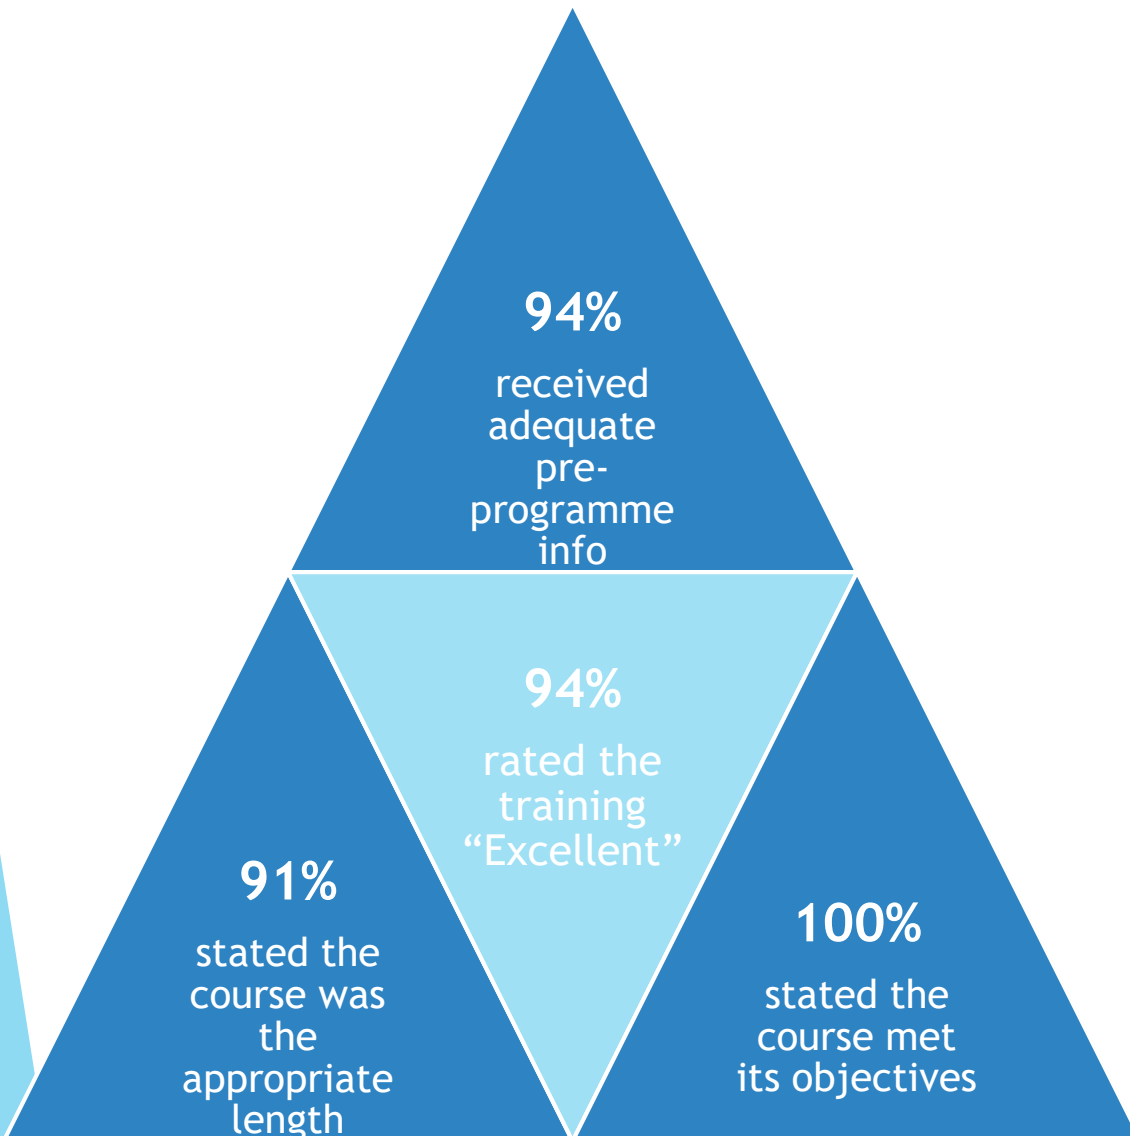 94%
received
adequate
pre-
programme
info
94%
rated the
training
“Excellent”
91%
stated the
course was
the
appropriate
length
100%
stated the
course met
its objectives